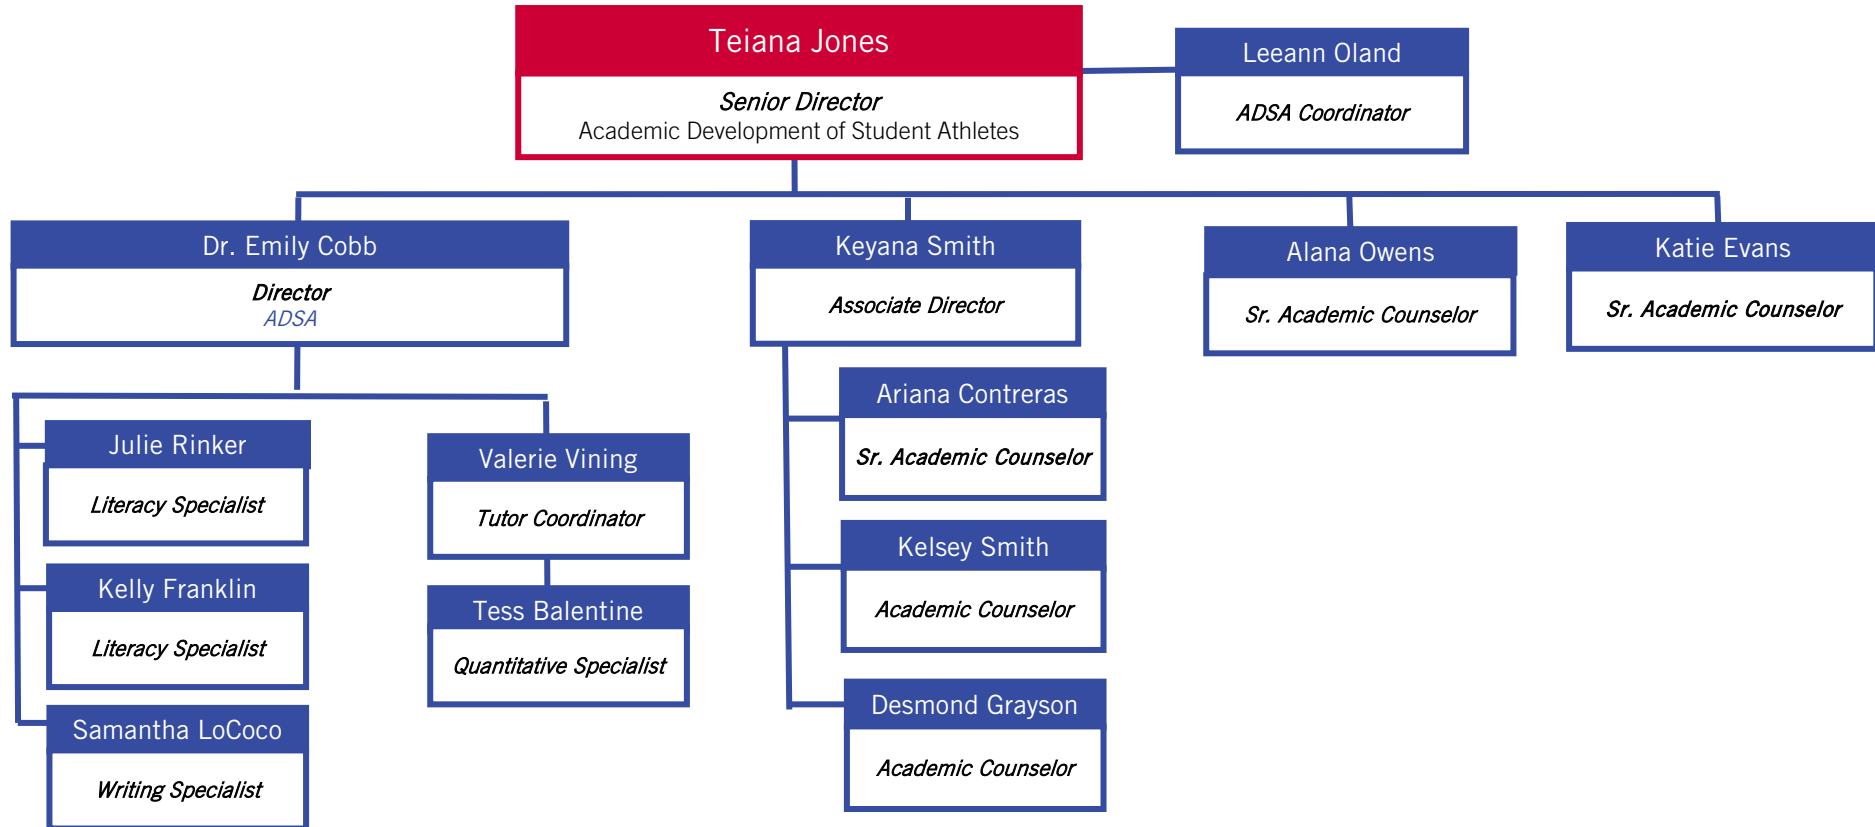 Teiana Jones
Senior Director
Academic Development of Student Athletes
Leeann Oland
ADSA Coordinator
Dr. Emily Cobb
Director
ADSA
Keyana Smith
Associate Director
Alana Owens
Sr. Academic Counselor
Katie Evans
Sr. Academic Counselor
Julie Rinker
Literacy Specialist
Kelly Franklin
Literacy Specialist
Samantha LoCoco
Writing Specialist
Valerie Vining
Tutor Coordinator
Tess Balentine
Quantitative Specialist
Ariana Contreras
Sr. Academic Counselor
Kelsey Smith
Academic Counselor
Desmond Grayson
Academic Counselor